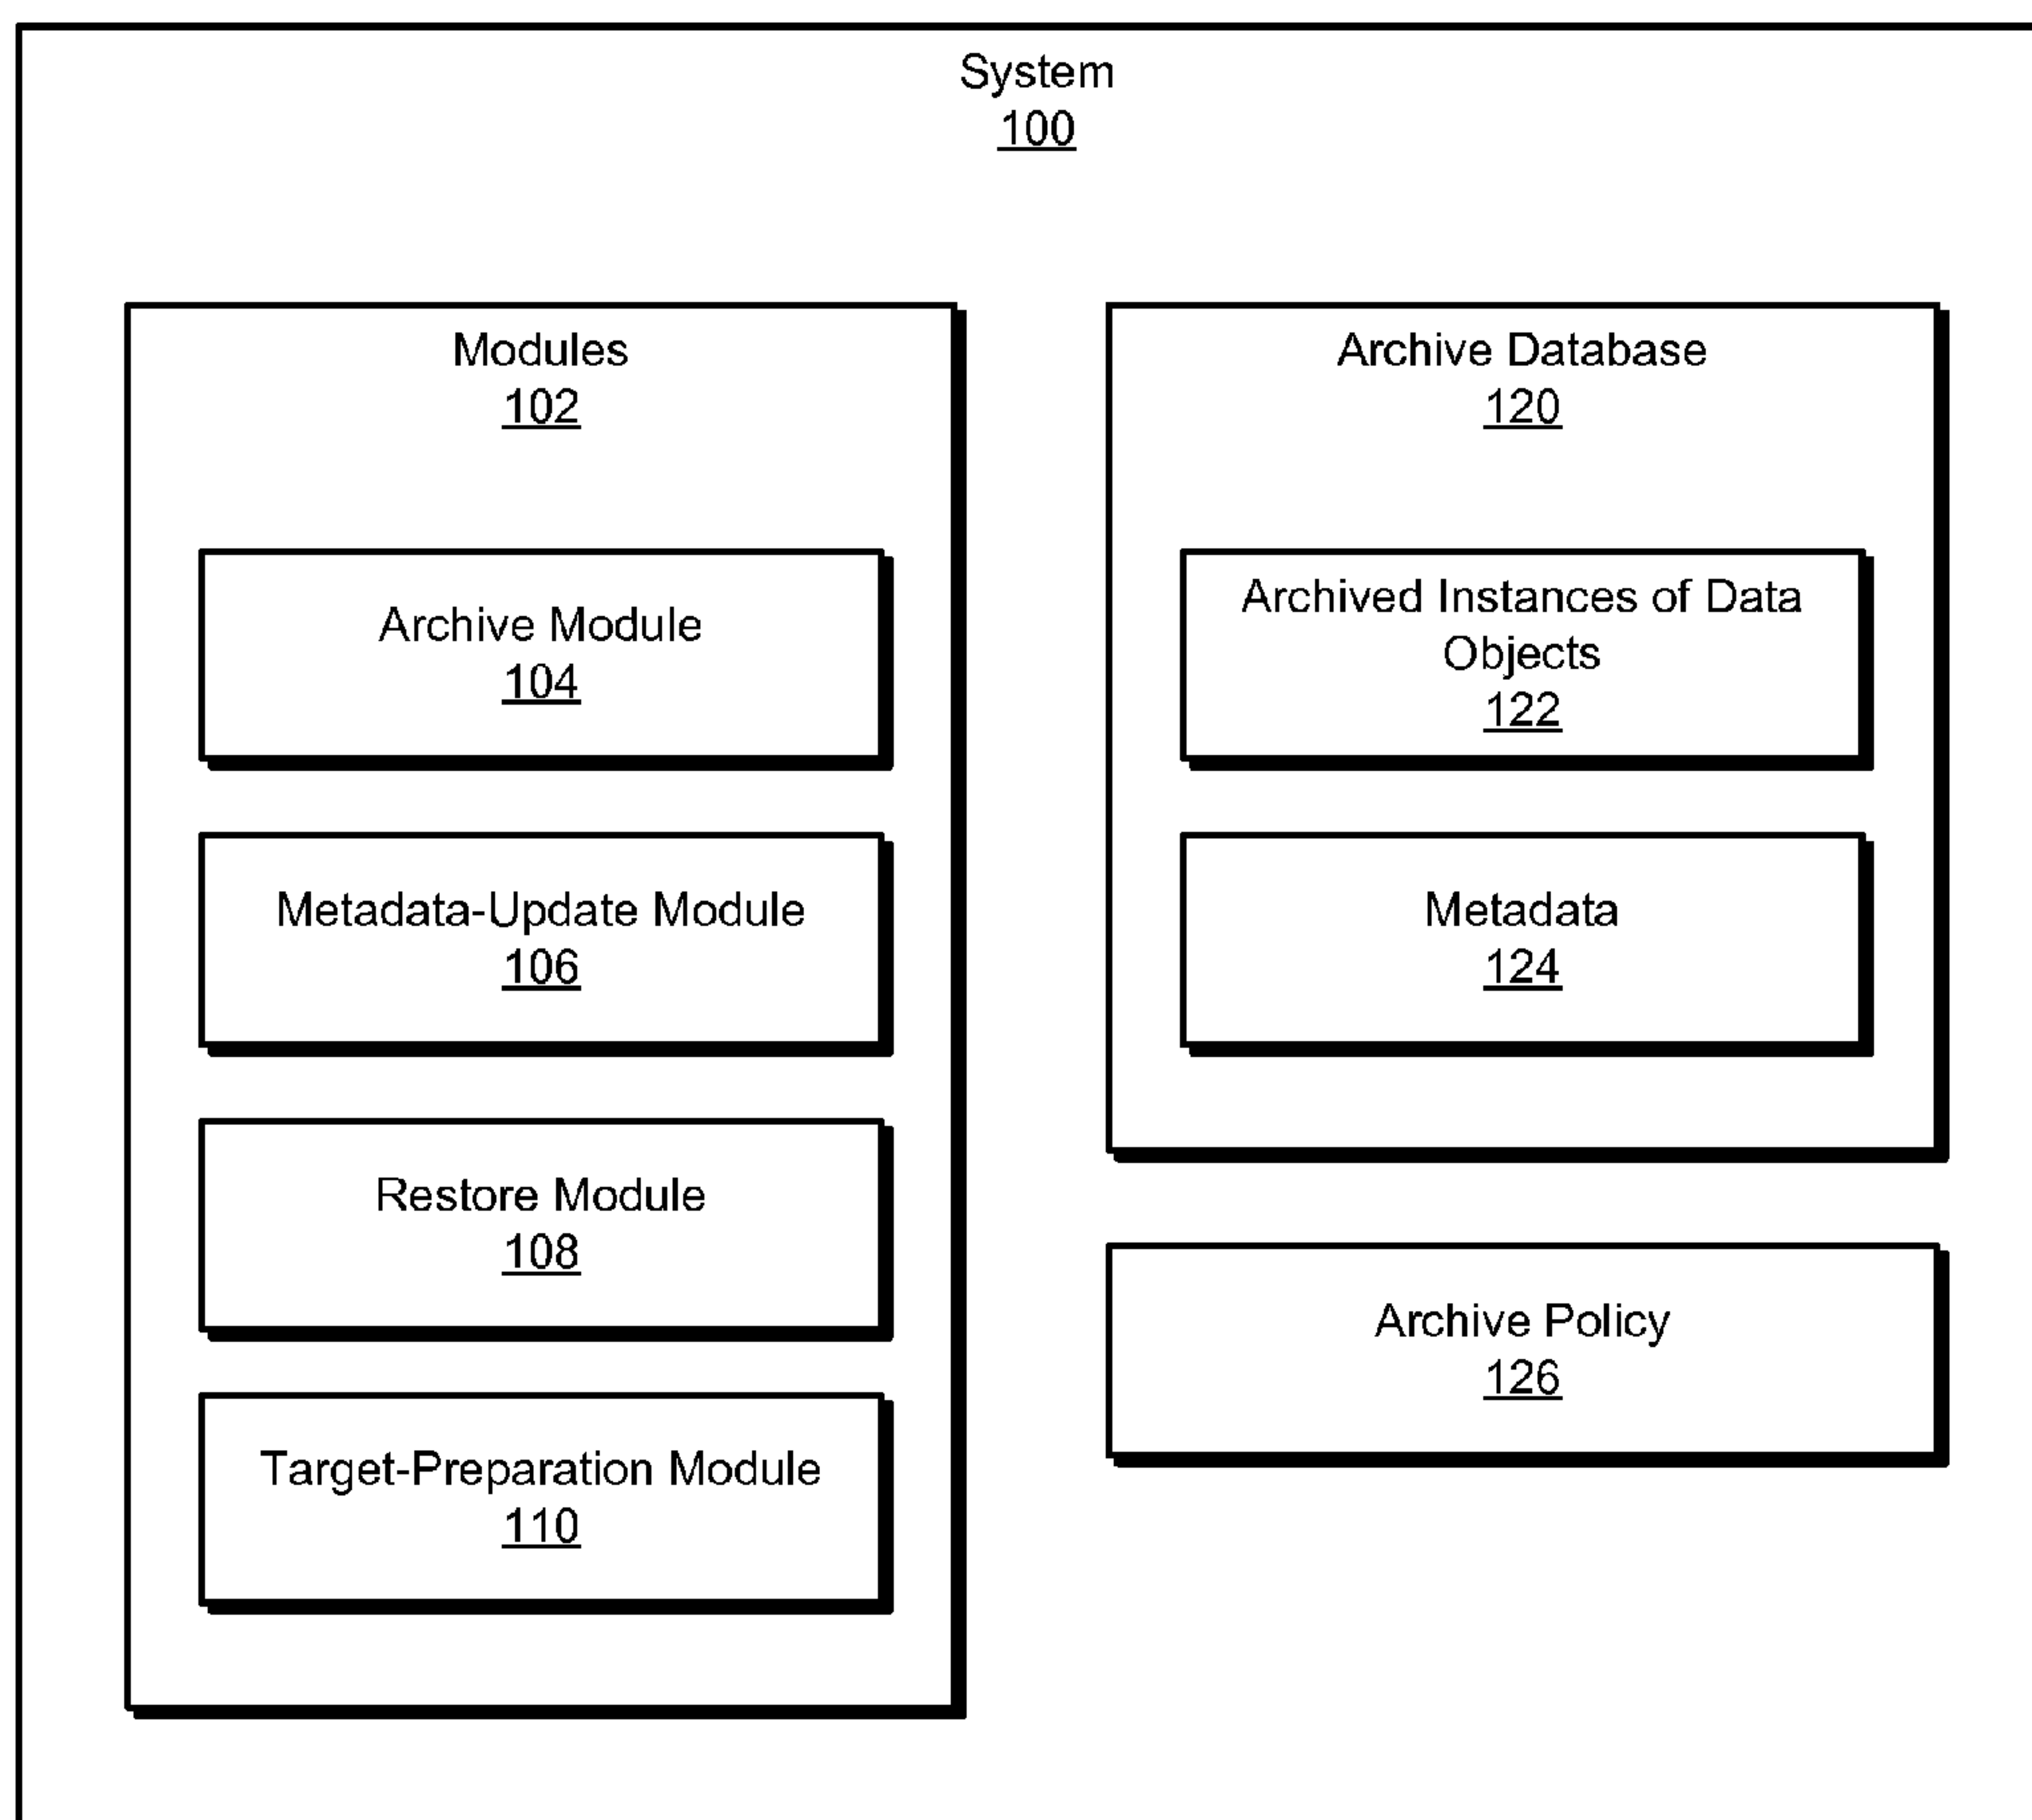 System
100
Modules
102
Archive Module
104
Metadata-Update Module
106
Restore Module
108
Target-Preparation Module
110
Archive Database
120
Archived Instances of Data
Objects
122
Metadata
124
Archive Policy
126